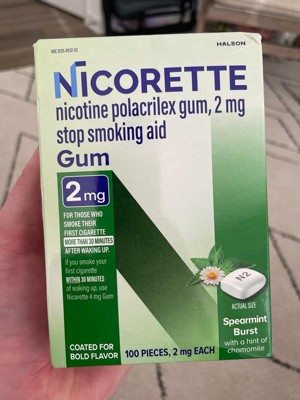 HALEON
NICORETTE
nicotine polacrilex gum, 2 mg
stop smoking aid
Gum
2 mg
FOR THOSE WHO
SMOKE THEIR
FIRST CIGARETTE
MORE THAN 30 MINUTES
AFTER WAKING UP.
If you smoke your
first cigarette
WITHIN 30 MINUTES
of waking up, use
Nicorette 4 mg Gum
N2
ACTUAL SIZE
Spearmint
Burst
with a hint of
chamomile
COATED FOR
BOLD FLAVOR
100 PIECES, 2 mg EACH